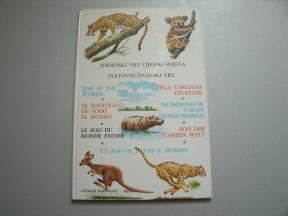 ZOOLOŠKI VRT CIJELOG SVIJETA
SVETOVNI ŽIVALSKI VRT
ZOO IN THE
WORLD
HELA VÄRLDENS
DJURPARK
EL ZOOLÓGICO
DE TODO
EL MUNDO
DE DIERENTUIN
VAN DE
GEHELE WERELD
LE ZOO DU
MONDE ENTIER
ZOO DER
GANZEN WELT
LO ZOO DI TUTTO IL MONDO